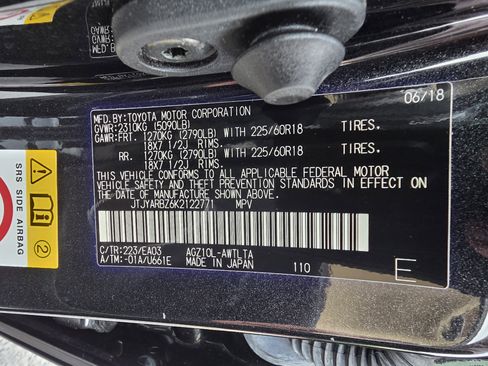 06/18
MFD. BY:TOYOTA MOTOR CORPORATION
GVWR:2310KG (5090LB)
GAWR:FRT. 1270KG (2790LB) WITH 225/60R18 TIRES.
18X7 1/2J RIMS.
RR. 1270KG (2790LB) WITH 225/60R18 TIRES.
18X7 1/2J RIMS.
THIS VEHICLE CONFORMS TO ALL APPLICABLE FEDERAL MOTOR
VEHICLE SAFETY AND THEFT PREVENTION STANDARDS IN EFFECT ON
THE DATE OF MANUFACTURE SHOWN ABOVE.
JTJYARBZ6K2122771 MPV
C/TR:223/EA03 AGZ10L-AWTLTA
A/TM:-01A/U661E MADE IN JAPAN 110 E
SRS SIDE AIRBAG
2